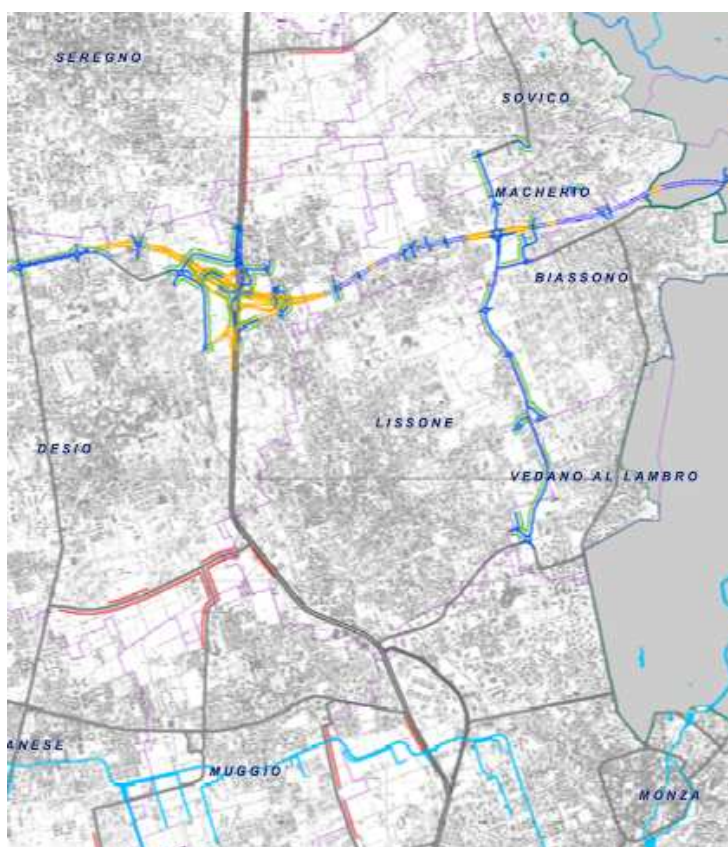 SEREGNO
SOVICO
MACHERIO
BIASSONO
LISSONE
DESIO
VEDANO AL LAMBRO
ANESE
MUGGIO
MONZA